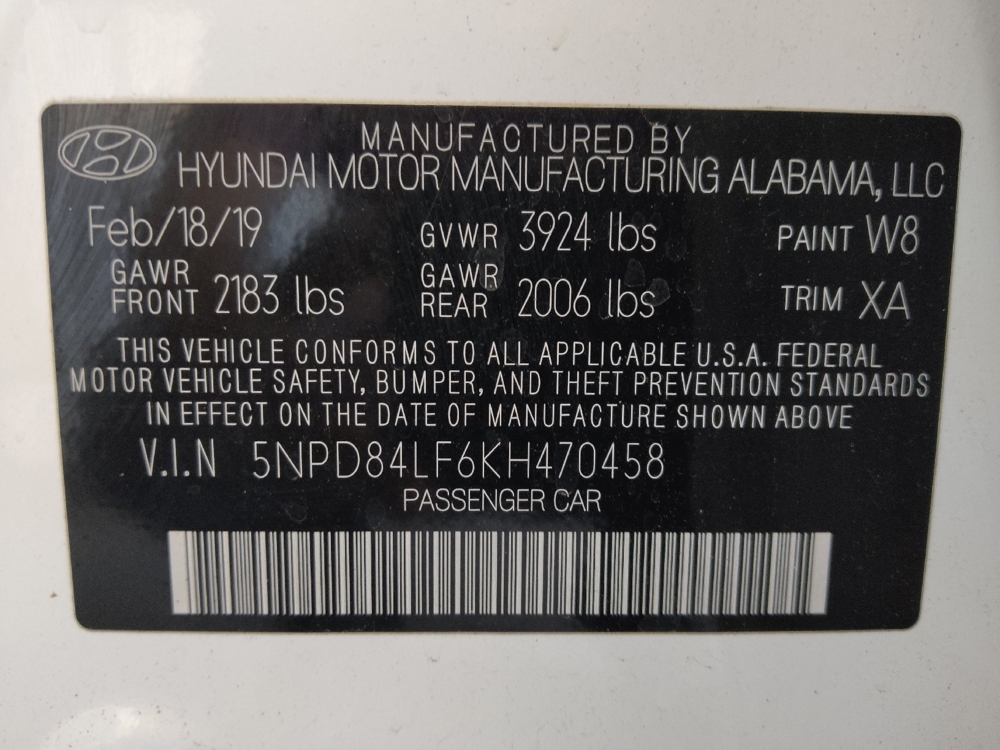 MANUFACTURED BY
HYUNDAI MOTOR MANUFACTURING ALABAMA, LLC
Feb/18/19 GVWR 3924 lbs PAINT W8
GAWR FRONT 2183 lbs GAWR REAR 2006 lbs TRIM XA
THIS VEHICLE CONFORMS TO ALL APPLICABLE U.S.A. FEDERAL
MOTOR VEHICLE SAFETY, BUMPER, AND THEFT PREVENTION STANDARDS
IN EFFECT ON THE DATE OF MANUFACTURE SHOWN ABOVE
V.I.N 5NPD84LF6KH470458
PASSENGER CAR